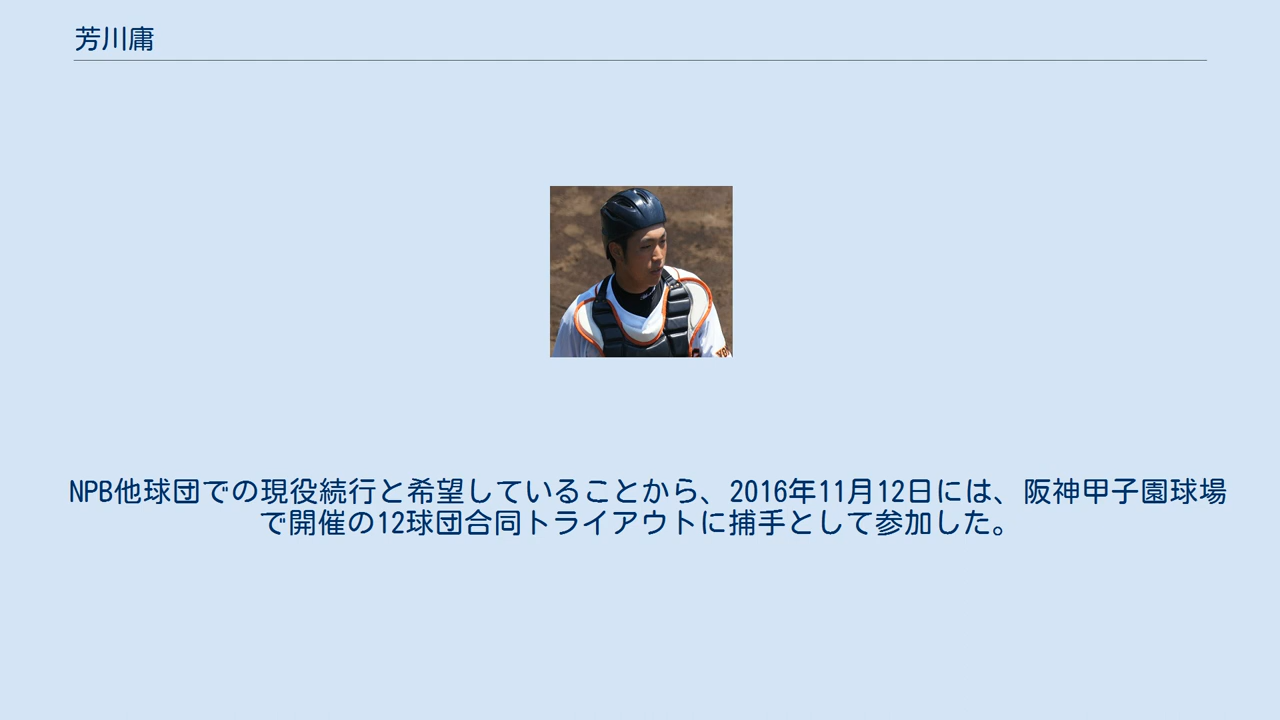 芳川庸
NPB他球団での現役続行と希望していることから、2016年11月12日には、阪神甲子園球場
で開催の12球団合同トライアウトに捕手として参加した。